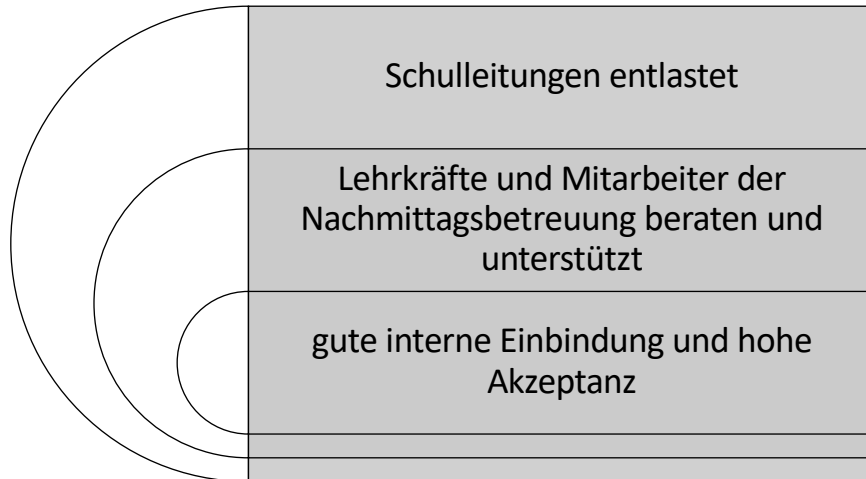 Schulleitungen entlastet
Lehrkräfte und Mitarbeiter der
Nachmittagsbetreuung beraten und
unterstützt
gute interne Einbindung und hohe
Akzeptanz